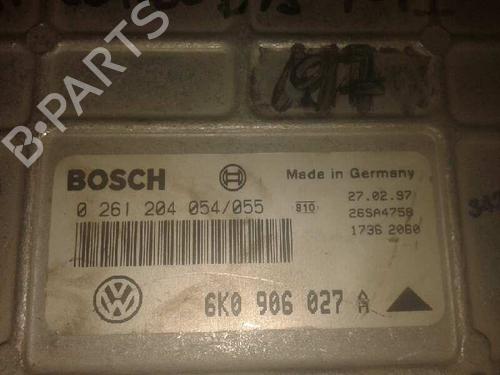 B-PARTS
197
BOSCH
Made in Germany
0 261 204 054/055
810
27.02.97
26SA4758
1736 2060
6K0 906 027 A